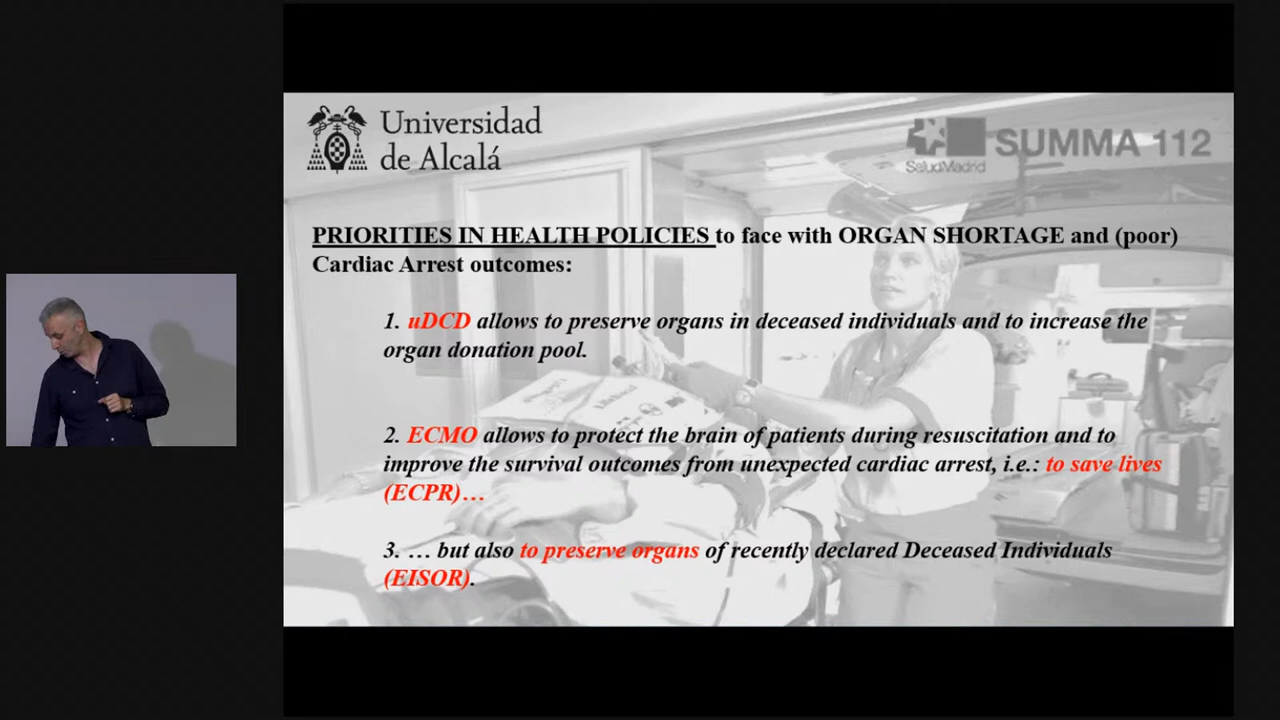 Universidad
de Alcalá
SUMMA 112
SaludMadrid
PRIORITIES IN HEALTH POLICIES to face with ORGAN SHORTAGE and (poor)
Cardiac Arrest outcomes:
1. uDCD allows to preserve organs in deceased individuals and to increase the
organ donation pool.
2. ECMO allows to protect the brain of patients during resuscitation and to
improve the survival outcomes from unexpected cardiac arrest, i.e.: to save lives
(ECPR)…
3. … but also to preserve organs of recently declared Deceased Individuals
(EISOR).